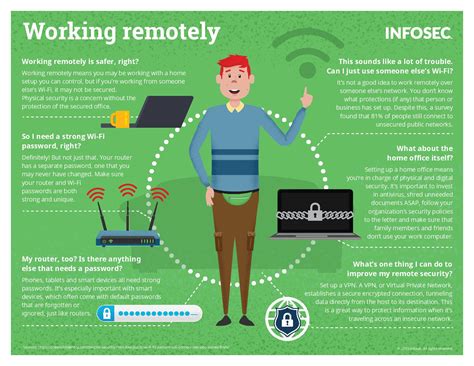 Working remotely
INFOSEC
Working remotely is safer, right?
Working remotely means you may be working with a home
setup you can control, but if you're working from someone
else's Wi-Fi, it may not be secured.
Physical security is a concern without the
protection of the secured office.
So I need a strong Wi-Fi
password, right?
Definitely! But not just that. Your router
has a separate password, one that you
may never have changed. Make sure
your router and Wi-Fi
passwords are both
strong and unique.
My router, too? Is there anything
else that needs a password?
Phones, tablets and smart devices all need strong
passwords. It's especially important with smart
devices, which often come with default passwords
that are forgotten or
ignored, just like routers.
This sounds like a lot of trouble.
Can I just use someone else's Wi-Fi?
It's not a good idea to work remotely over
someone else's network. You don't know
what protections (if any) that person or
business has set up. Despite this, a survey
found that 81% of people still connect to
unsecured public networks.
What about the
home office itself?
Setting up a home office means
you're in charge of physical and digital
security. It's important to invest in
antivirus, shred unneeded
documents ASAP, follow your
organization's security policies
to the letter and make sure that
family members and friends
don't use your work computer.
What's one thing I can do to
improve my remote security?
Set up a VPN. A VPN, or Virtual Private Network,
establishes a secure encrypted connection, tunneling
data directly from the host to its destination. This is
a great way to protect information when it's
traveling across an insecure network.